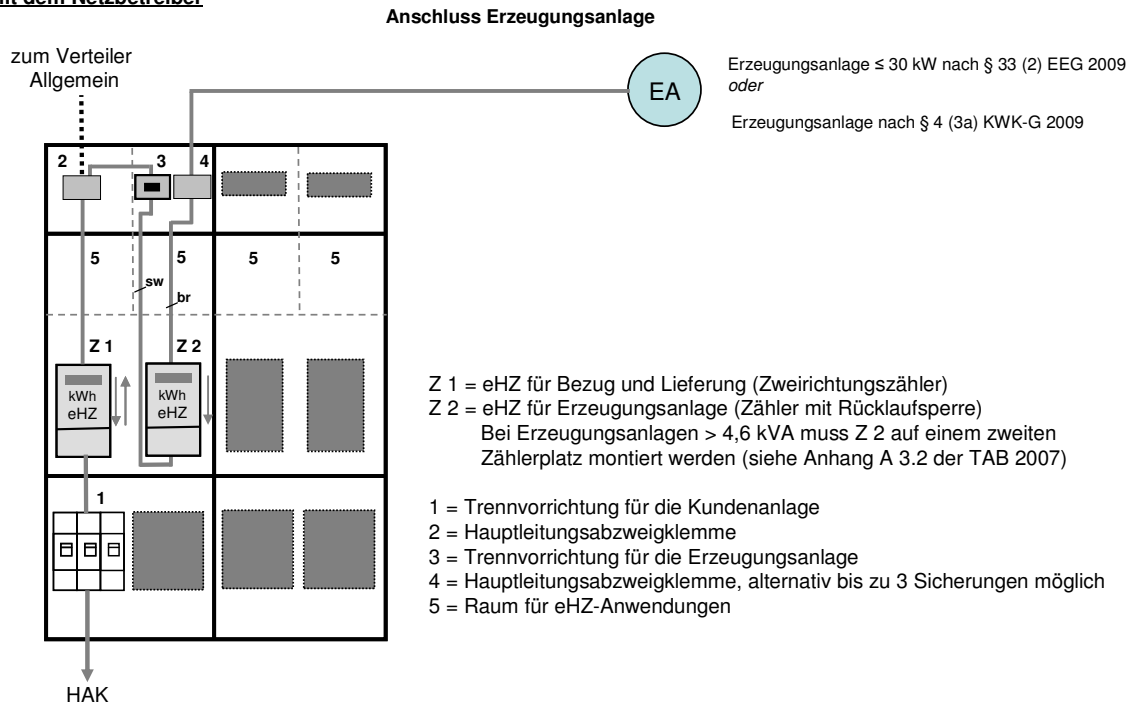 mit dem Netzbetreiber
Anschluss Erzeugungsanlage
zum Verteiler
Allgemein
EA
Erzeugungsanlage ≤ 30 kW nach § 33 (2) EEG 2009
oder
Erzeugungsanlage nach § 4 (3a) KWK-G 2009
2 3 4
5 5 5 5
sw
br
Z 1 Z 2
kWh
eHZ
kWh
eHZ
Z 1 = eHZ für Bezug und Lieferung (Zweirichtungszähler)
Z 2 = eHZ für Erzeugungsanlage (Zähler mit Rücklaufsperre)
Bei Erzeugungsanlagen > 4,6 kVA muss Z 2 auf einem zweiten
Zählerplatz montiert werden (siehe Anhang A 3.2 der TAB 2007)
1
1 = Trennvorrichtung für die Kundenanlage
2 = Hauptleitungsabzweigklemme
3 = Trennvorrichtung für die Erzeugungsanlage
4 = Hauptleitungsabzweigklemme, alternativ bis zu 3 Sicherungen möglich
5 = Raum für eHZ-Anwendungen
HAK